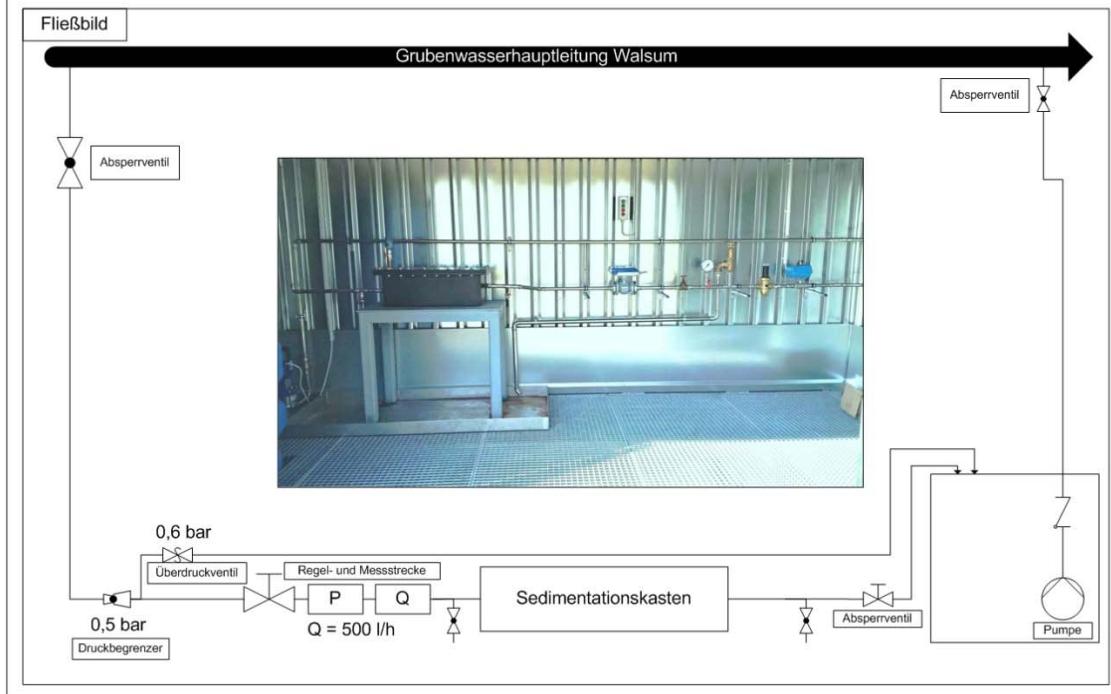 Fließbild
Grubenwasserhauptleitung Walsum
Absperrventil
Absperrventil
0,6 bar
Überdruckventil
Regel- und Messstrecke
P
Q
Sedimentationskasten
0,5 bar
Q = 500 l/h
Absperrventil
Pumpe
Druckbegrenzer